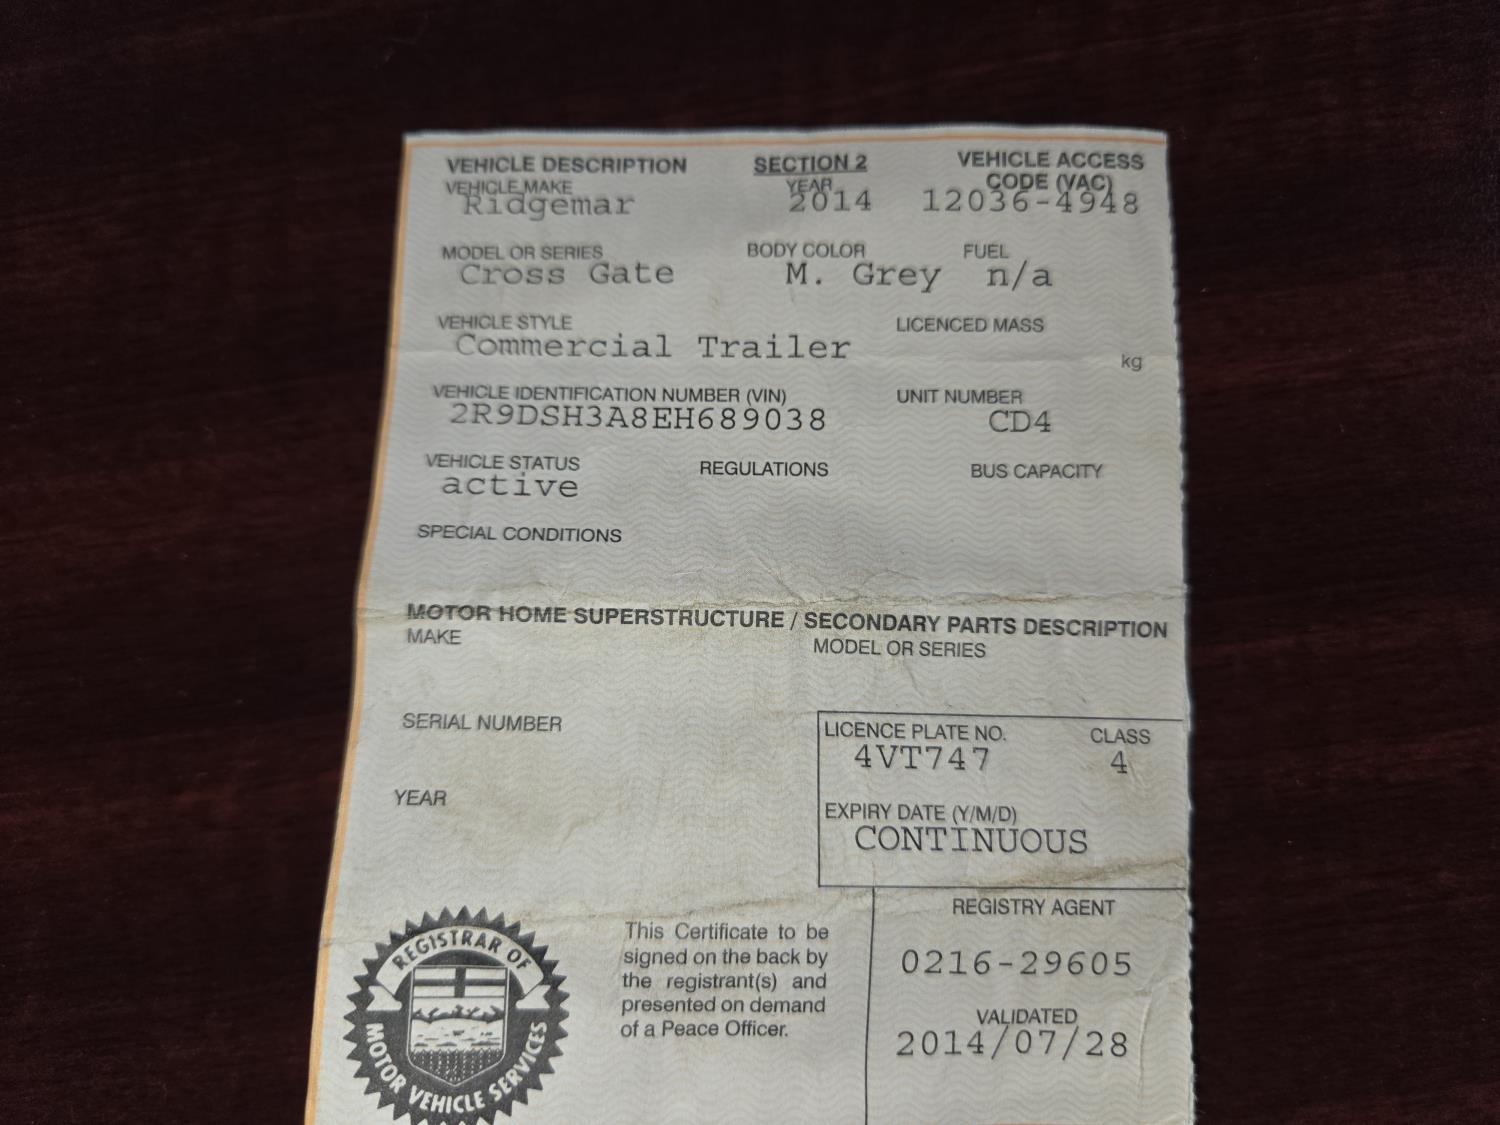 VEHICLE DESCRIPTION SECTION 2 VEHICLE ACCESS
VEHICLE MAKE YEAR CODE (VAC)
Ridgemar 2014 12036-4948
MODEL OR SERIES BODY COLOR FUEL
Cross Gate M. Grey n/a
VEHICLE STYLE LICENCED MASS
Commercial Trailer
kg
VEHICLE IDENTIFICATION NUMBER (VIN) UNIT NUMBER
2R9DSH3A8EH689038 CD4
VEHICLE STATUS REGULATIONS BUS CAPACITY
active
SPECIAL CONDITIONS
MOTOR HOME SUPERSTRUCTURE / SECONDARY PARTS DESCRIPTION
MAKE MODEL OR SERIES
SERIAL NUMBER
LICENCE PLATE NO. CLASS
4VT747 4
YEAR
EXPIRY DATE (Y/M/D)
CONTINUOUS
REGISTRAR OF
MOTOR VEHICLE SERVICES
This Certificate to be
signed on the back by
the registrant(s) and
presented on demand
of a Peace Officer.
REGISTRY AGENT
0216-29605
VALIDATED
2014/07/28